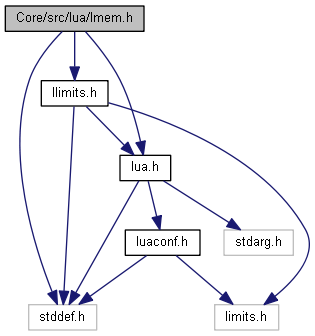 Core/src/lua/lmem.h
llimits.h
lua.h
luaconf.h
stdarg.h
stddef.h
limits.h